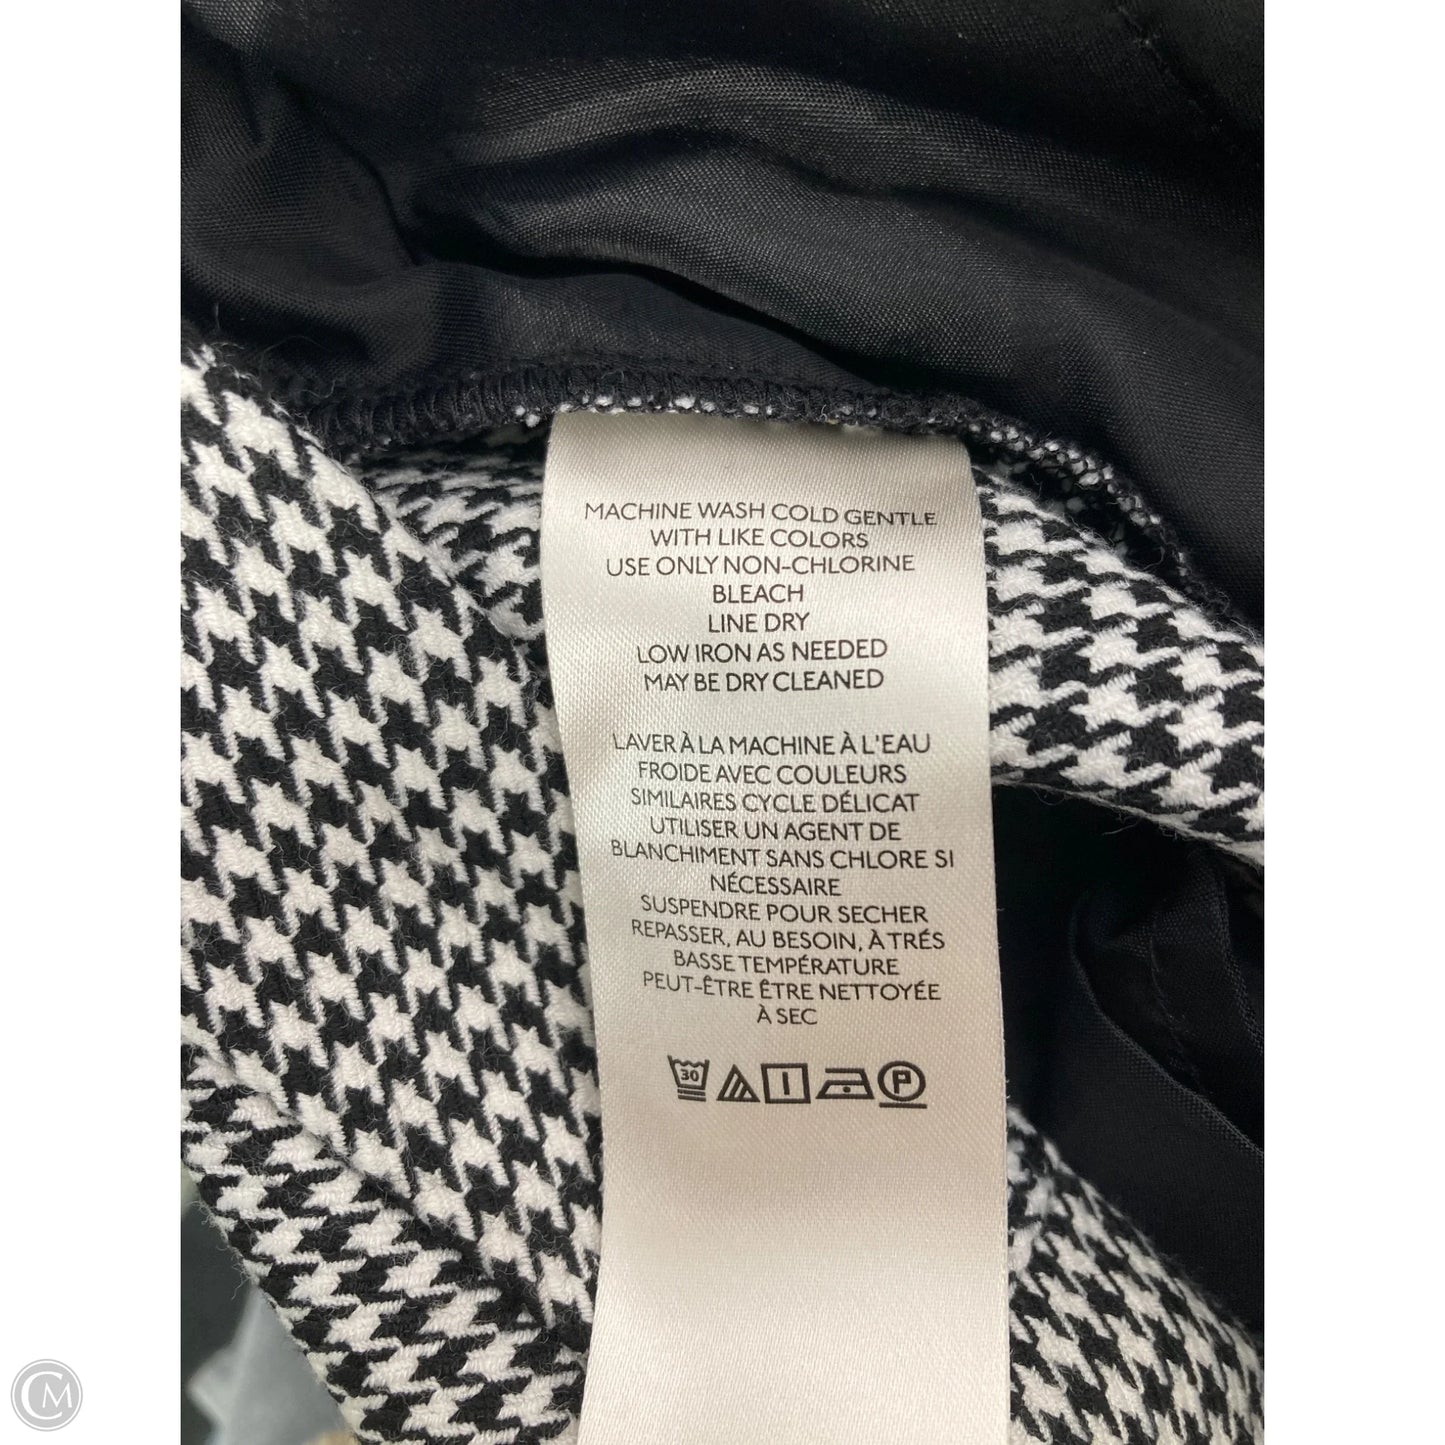 MACHINE WASH COLD GENTLE
WITH LIKE COLORS
USE ONLY NON-CHLORINE
BLEACH
LINE DRY
LOW IRON AS NEEDED
MAY BE DRY CLEANED
LAVER À LA MACHINE À L'EAU
FROIDE AVEC COULEURS
SIMILAIRES CYCLE DÉLICAT
UTILISER UN AGENT DE
BLANCHIMENT SANS CHLORE SI
NÉCESSAIRE
SUSPENDRE POUR SECHER
REPASSER, AU BESOIN, À TRÉS
BASSE TEMPÉRATURE
PEUT-ÊTRE ÊTRE NETTOYÉE
À SEC
30 P
CM